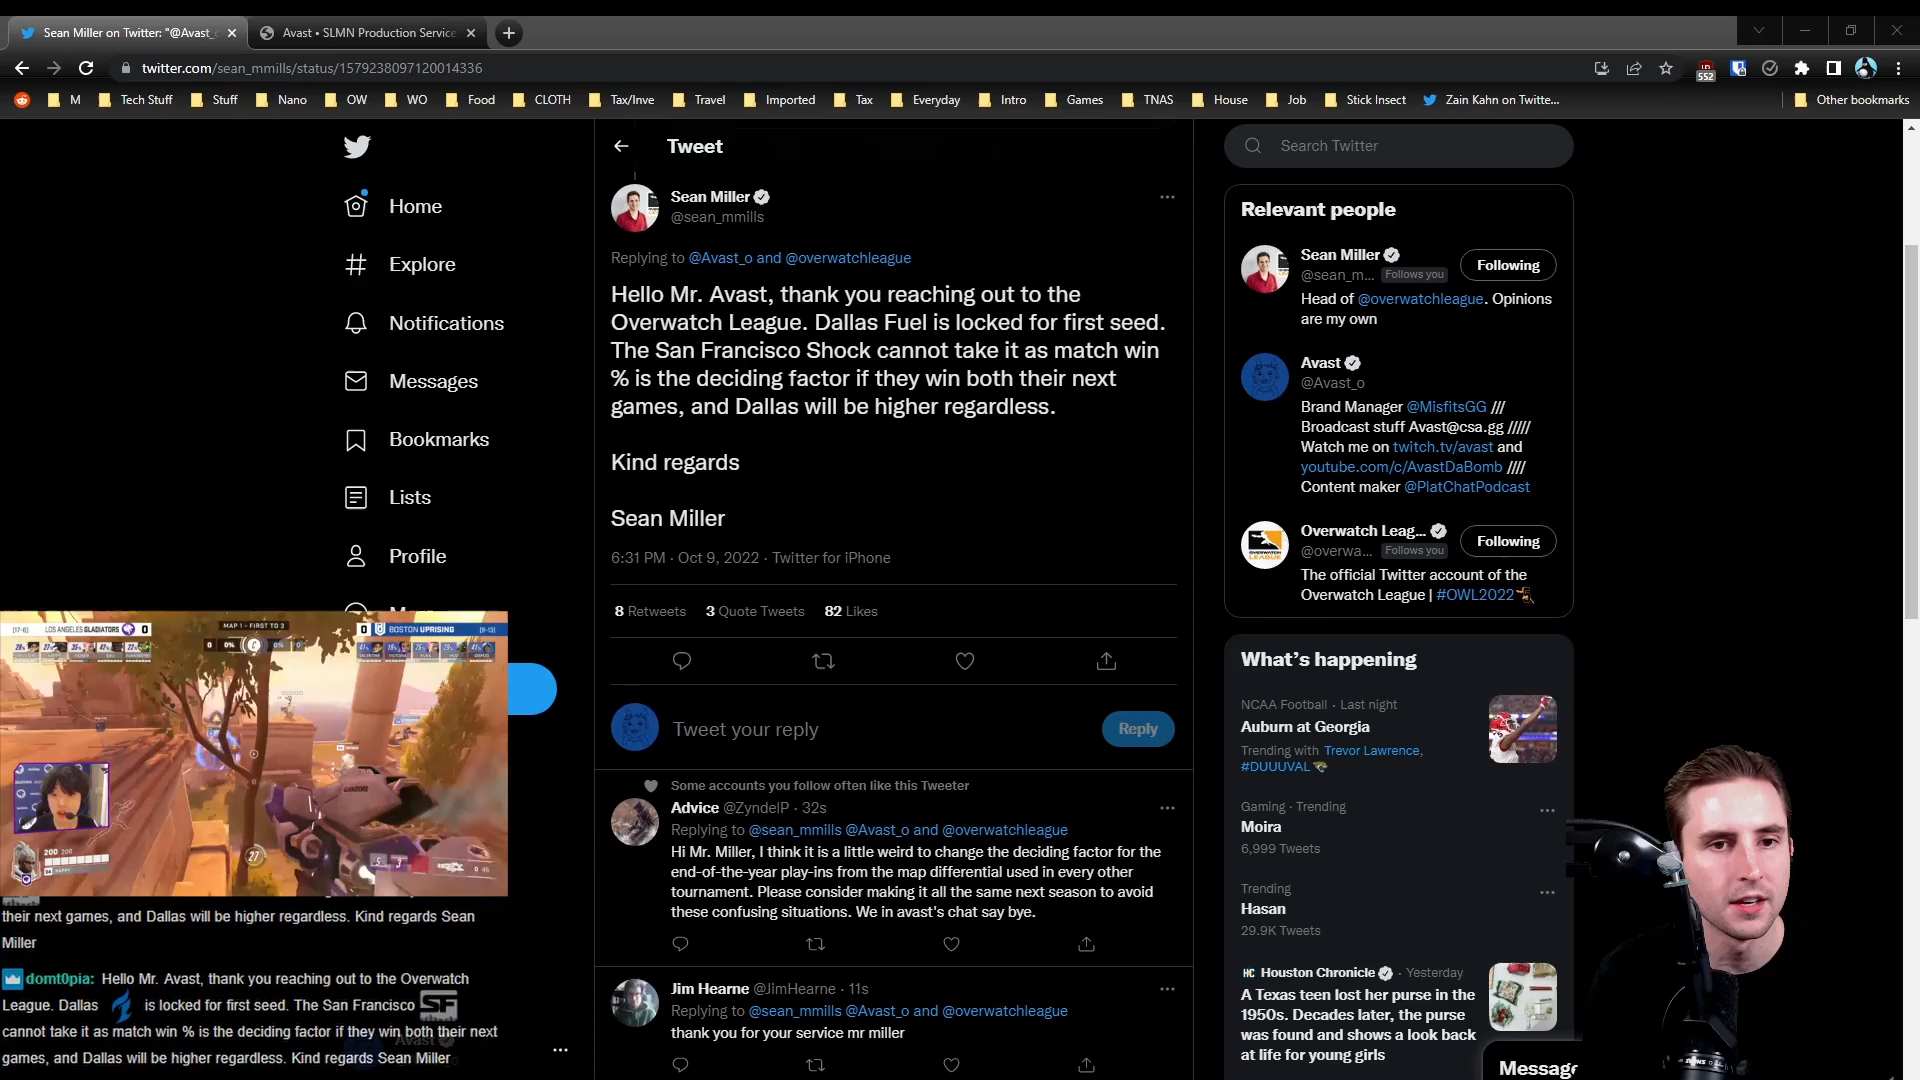 Sean Miller on Twitter: "@Avast_
Avast • SLMN Production Service
twitter.com/sean_mmills/status/1579238097120014336
552
M
Tech Stuff
Stuff
Nano
OW
WO
Food
CLOTH
Tax/Inve
Travel
Imported
Tax
Everyday
Intro
Games
TNAS
House
Job
Stick Insect
Zain Kahn on Twitte...
Other bookmarks
Home
Explore
Notifications
Messages
Bookmarks
Lists
Profile
Tweet
Sean Miller
@sean_mmills
Replying to @Avast_o and @overwatchleague
Hello Mr. Avast, thank you reaching out to the
Overwatch League. Dallas Fuel is locked for first seed.
The San Francisco Shock cannot take it as match win
% is the deciding factor if they win both their next
games, and Dallas will be higher regardless.
Kind regards
Sean Miller
6:31 PM · Oct 9, 2022 · Twitter for iPhone
8 Retweets 3 Quote Tweets 82 Likes
Tweet your reply
Reply
Some accounts you follow often like this Tweeter
Advice @ZyndelP · 32s
Replying to @sean_mmills @Avast_o and @overwatchleague
Hi Mr. Miller, I think it is a little weird to change the deciding factor for the
end-of-the-year play-ins from the map differential used in every other
tournament. Please consider making it all the same next season to avoid
these confusing situations. We in avast's chat say bye.
Jim Hearne @JimHearne · 11s
Replying to @sean_mmills @Avast_o and @overwatchleague
thank you for your service mr miller
Search Twitter
Relevant people
Sean Miller
@sean_m... Follows you
Following
Head of @overwatchleague. Opinions
are my own
Avast
@Avast_o
Brand Manager @MisfitsGG ///
Broadcast stuff Avast@csa.gg /////
Watch me on twitch.tv/avast and
youtube.com/c/AvastDaBomb ////
Content maker @PlatChatPodcast
Overwatch Leag...
@overwa... Follows you
Following
The official Twitter account of the
Overwatch League | #OWL2022
What's happening
NCAA Football · Last night
Auburn at Georgia
Trending with Trevor Lawrence,
#DUUUVAL
Gaming · Trending
Moira
6,999 Tweets
Trending
Hasan
29.9K Tweets
Houston Chronicle · Yesterday
A Texas teen lost her purse in the
1950s. Decades later, the purse
was found and shows a look back
at life for young girls
MAP 1 - FIRST TO 3
LOS ANGELES GLADIATORS 0
0 BOSTON UPRISING
200 200
27
their next games, and Dallas will be higher regardless. Kind regards Sean
Miller
domt0pia: Hello Mr. Avast, thank you reaching out to the Overwatch
League. Dallas is locked for first seed. The San Francisco SF
cannot take it as match win % is the deciding factor if they win both their next
games, and Dallas will be higher regardless. Kind regards Sean Miller
Avast